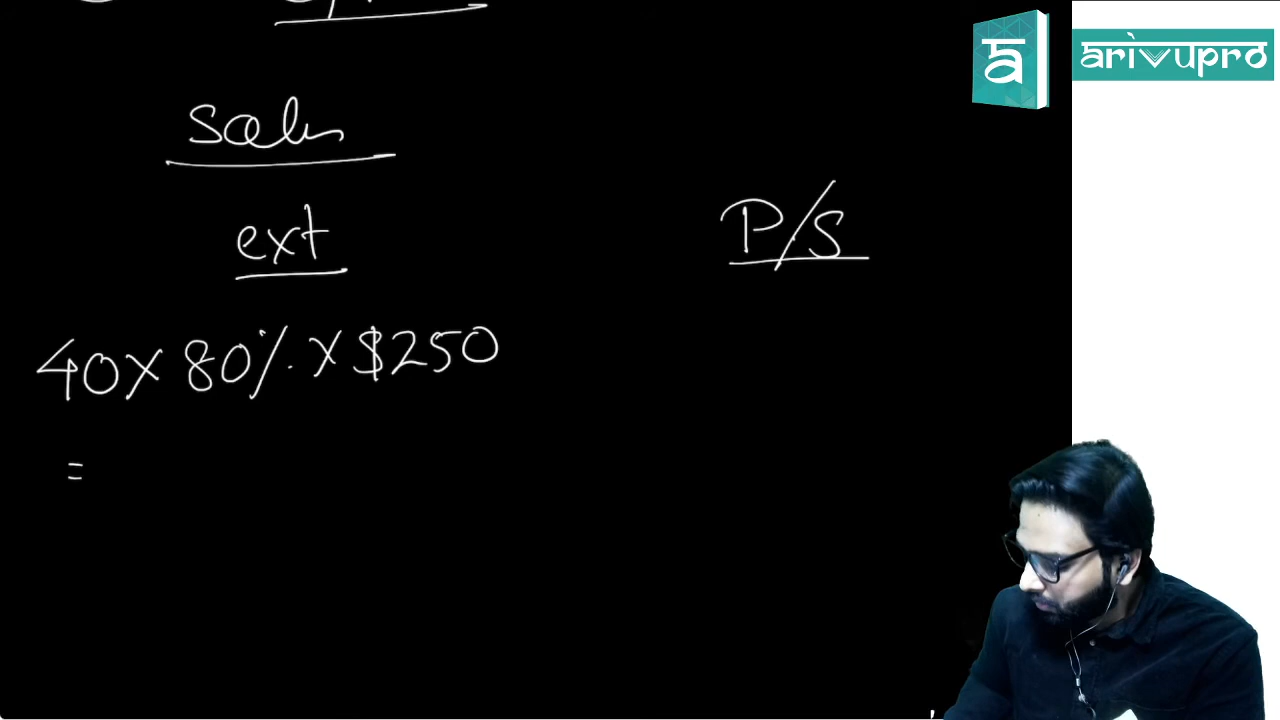 arivupro
Sales
ext
P/S
40 x 80% x $250
=